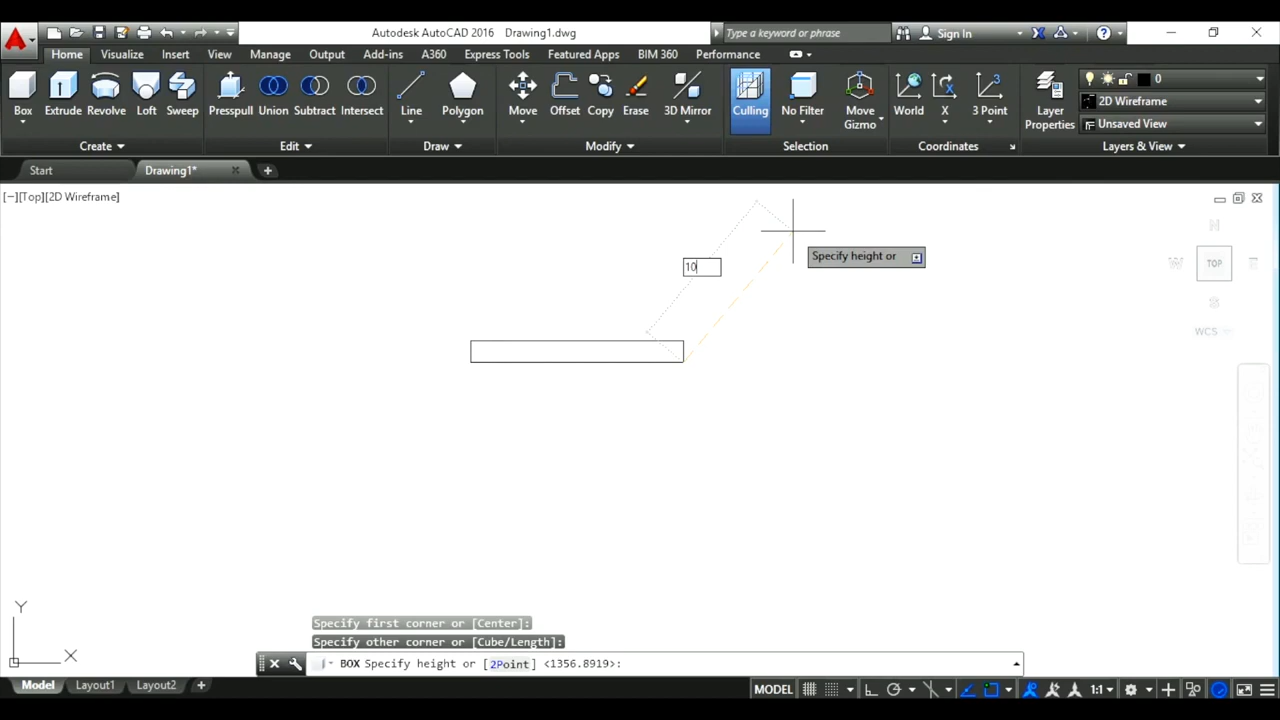 Autodesk AutoCAD 2016 Drawing1.dwg
Type a keyword or phrase
Sign In
Home Visualize Insert View Manage Output Express Tools A360 Featured Apps BIM 360 Performance
Box Extrude Revolve Loft Sweep
Presspull Union Subtract Intersect
Line Polygon
Move Offset Copy Erase 3D Mirror
Culling No Filter Move Gizmo
World X 3 Point
Layer Properties
0
2D Wireframe
Unsaved View
Create Edit Draw Modify Selection Coordinates Layers & View
Start Drawing1*
[−][Top][2D Wireframe]
N
W TOP E
S
WCS
10
Specify height or
Y
X
Specify first corner or [Center]:
Specify other corner or [Cube/Length]:
BOX Specify height or [2Point] <1356.8919>:
Model Layout1 Layout2
MODEL 1:1